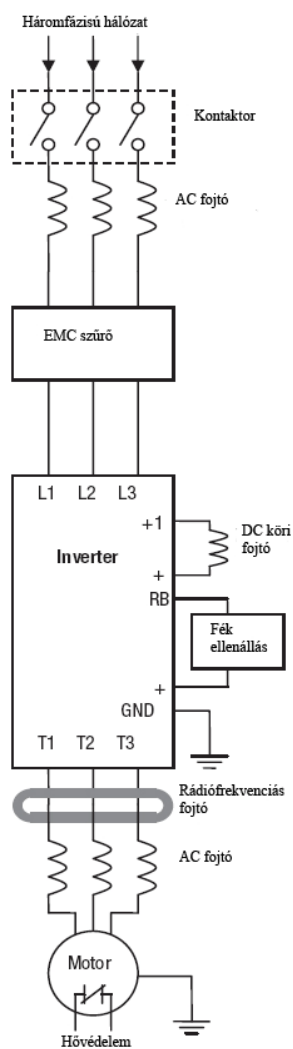 Háromfázisú hálózat
Kontaktor
AC fojtó
EMC szűrő
L1 L2 L3
+1
DC köri
fojtó
Inverter
+
RB
Fék
ellenállás
+
GND
T1 T2 T3
Rádiófrekvenciás
fojtó
AC fojtó
Motor
Hővédelem